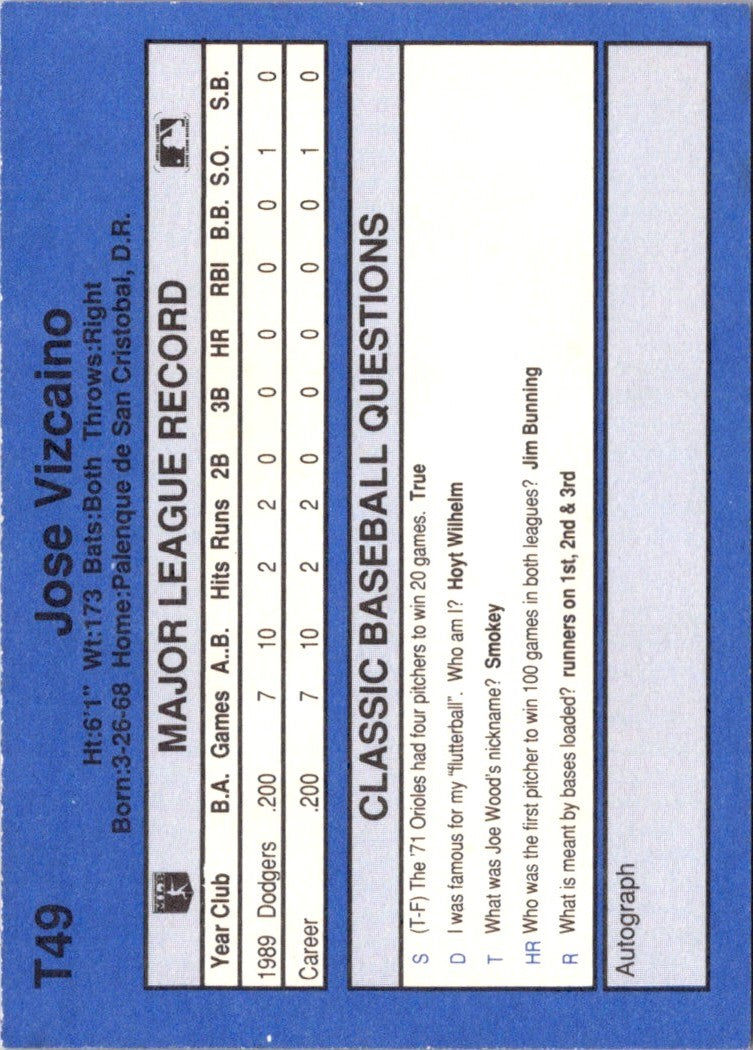 T49
Jose Vizcaino
Ht:6'1" Wt:173 Bats:Both Throws:Right
Born:3-26-68 Home:Palenque de San Cristobal, D.R.
MAJOR LEAGUE RECORD
Year Club B.A. Games A..B. Hits Runs 2B 3B HR RBI B.B. S.O. S.B.
1989 Dodgers .200 7 10 2 2 0 0 0 0 0 1 0
Career .200 7 10 2 2 0 0 0 0 0 1 0
CLASSIC BASEBALL QUESTIONS
S (T-F) The '71 Orioles had four pitchers to win 20 games. True
D I was famous for my "flutterball". Who am I? Hoyt Wilhelm
T What was Joe Wood's nickname? Smokey
HR Who was the first pitcher to win 100 games in both leagues? Jim Bunning
R What is meant by bases loaded? runners on 1st, 2nd & 3rd
Autograph